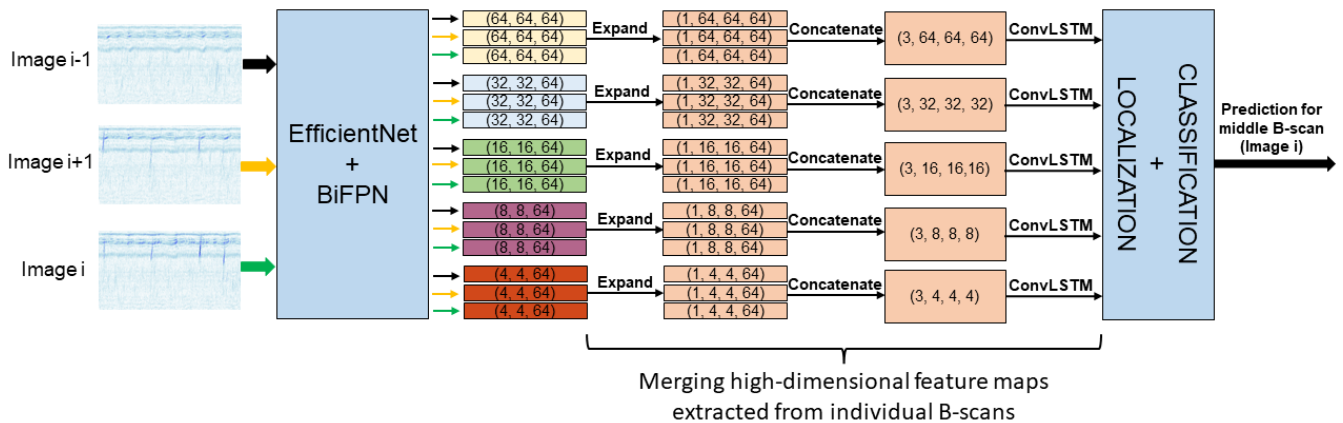 Image i-1
Image i+1
Image i
EfficientNet
+
BiFPN
(64, 64, 64)
(64, 64, 64)
(64, 64, 64)
Expand
(1, 64, 64, 64)
(1, 64, 64, 64)
(1, 64, 64, 64)
Concatenate
(3, 64, 64, 64)
ConvLSTM
(32, 32, 64)
(32, 32, 64)
(32, 32, 64)
Expand
(1, 32, 32, 64)
(1, 32, 32, 64)
(1, 32, 32, 64)
Concatenate
(3, 32, 32, 32)
ConvLSTM
(16, 16, 64)
(16, 16, 64)
(16, 16, 64)
Expand
(1, 16, 16, 64)
(1, 16, 16, 64)
(1, 16, 16, 64)
Concatenate
(3, 16, 16,16)
ConvLSTM
(8, 8, 64)
(8, 8, 64)
(8, 8, 64)
Expand
(1, 8, 8, 64)
(1, 8, 8, 64)
(1, 8, 8, 64)
Concatenate
(3, 8, 8, 8)
ConvLSTM
(4, 4, 64)
(4, 4, 64)
(4, 4, 64)
Expand
(1, 4, 4, 64)
(1, 4, 4, 64)
(1, 4, 4, 64)
Concatenate
(3, 4, 4, 4)
ConvLSTM
LOCALIZATION
+
CLASSIFICATION
Prediction for
middle B-scan
(Image i)
Merging high-dimensional feature maps
extracted from individual B-scans